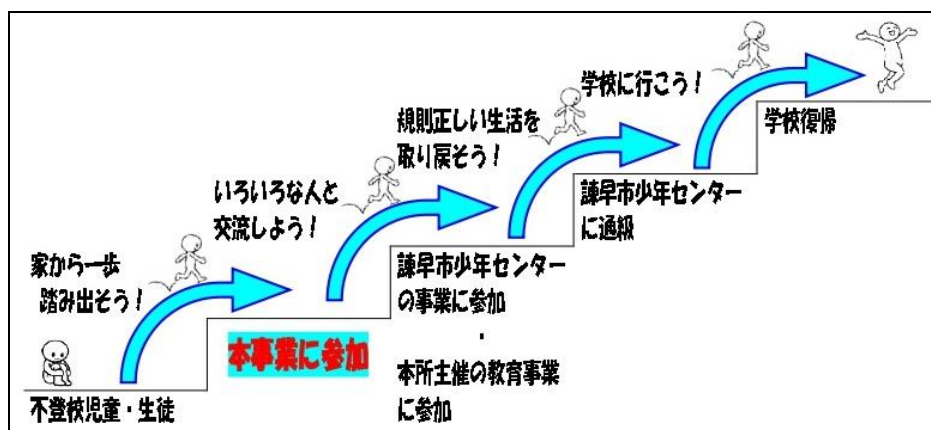 家から一歩
踏み出そう！
不登校児童・生徒
いろいろな人と
交流しよう！
本事業に参加
規則正しい生活を
取り戻そう！
諫早市少年センター
の事業に参加
・
本所主催の教育事業
に参加
学校に行こう！
諫早市少年センター
に通級
学校復帰